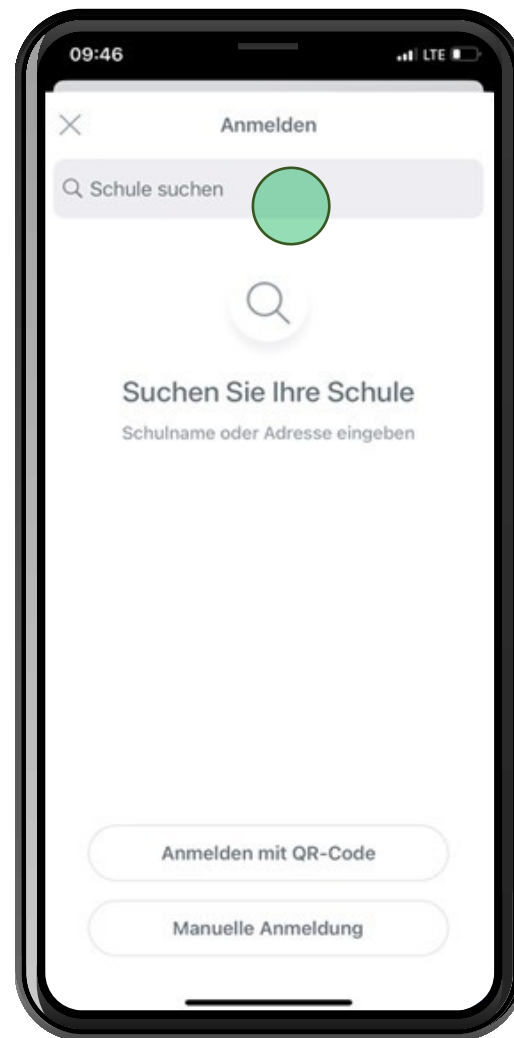 09:46 LTE
Anmelden
Schule suchen
Suchen Sie Ihre Schule
Schulname oder Adresse eingeben
Anmelden mit QR-Code
Manuelle Anmeldung